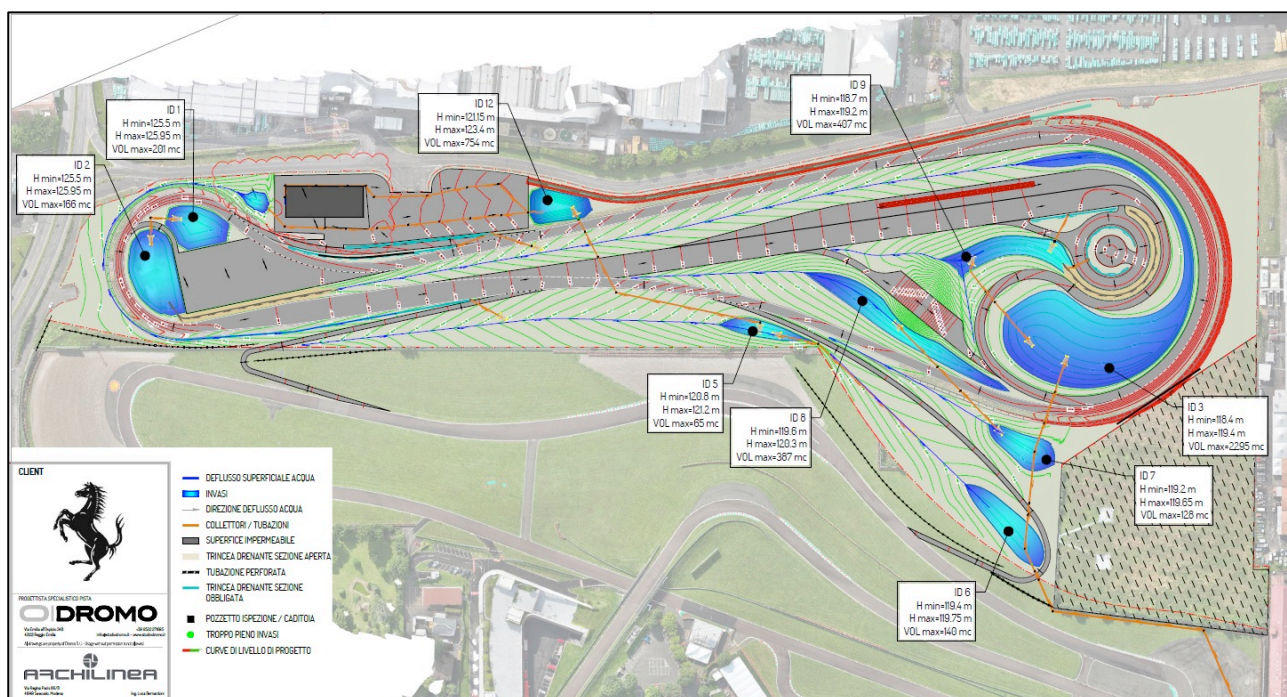 ID 1
H min=125.5 m
H max=125.95 m
VOL max=201 mc
ID 2
H min=125.5 m
H max=125.95 m
VOL max=166 mc
ID 12
H min=121.15 m
H max=123.4 m
VOL max=754 mc
ID 9
H min=118.7 m
H max=119.2 m
VOL max=407 mc
ID 5
H min=120.8 m
H max=121.2 m
VOL max=65 mc
ID 8
H min=119.6 m
H max=120.3 m
VOL max=387 mc
ID 3
H min=118.4 m
H max=119.4 m
VOL max=2295 mc
ID 7
H min=119.2 m
H max=119.65 m
VOL max=128 mc
ID 6
H min=119.4 m
H max=119.75 m
VOL max=140 mc
CLIENT
PROGETTISTA SPECIALISTICO PISTA
DROMO
ARCHILINEA
DEFLUSSO SUPERFICIALE ACQUA
INVASI
DIREZIONE DEFLUSSO ACQUA
COLLETTORI / TUBAZIONI
SUPERFICE IMPERMEABILE
TRINCEA DRENANTE SEZIONE APERTA
TUBAZIONE PERFORATA
TRINCEA DRENANTE SEZIONE
OBBLIGATA
POZZETTO ISPEZIONE / CADITOIA
TROPPO PIENO INVASI
CURVE DI LIVELLO DI PROGETTO